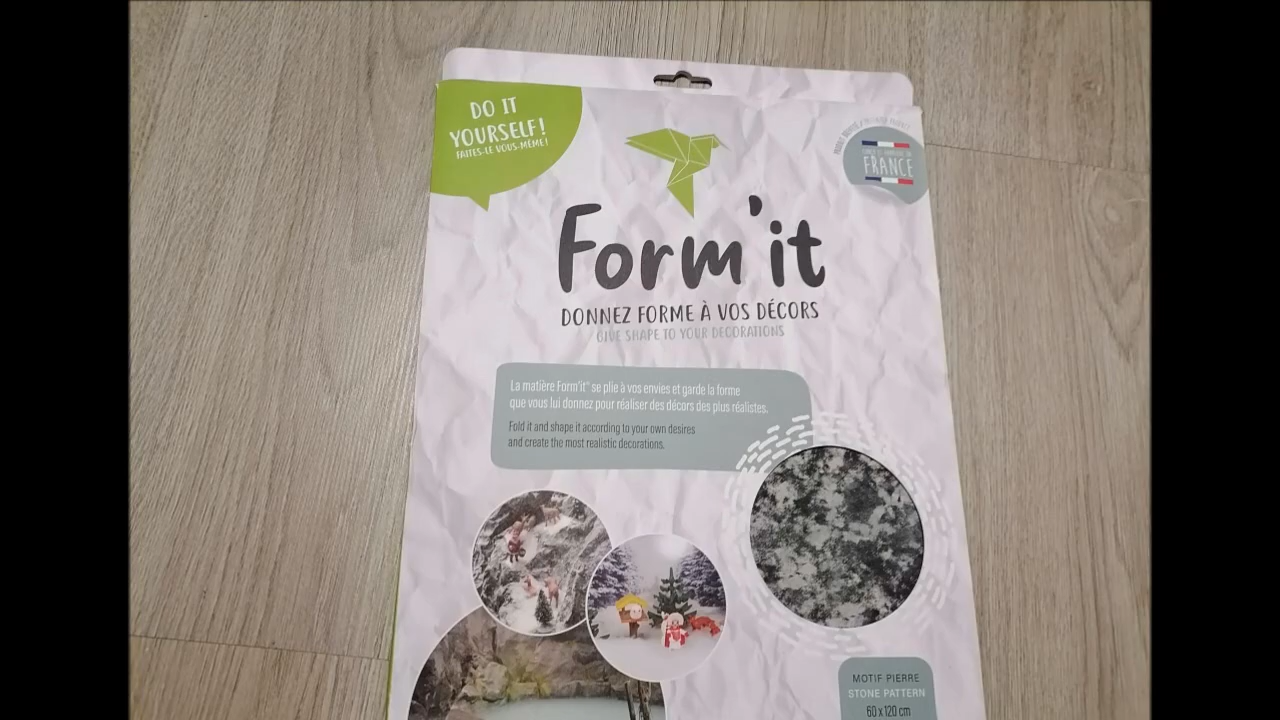 DO IT
YOURSELF!
FAITES-LE VOUS-MÊME!
FRANCE
Form'it
DONNEZ FORME À VOS DÉCORS
GIVE SHAPE TO YOUR DECORATIONS
La matière Form'it® se plie à vos envies et garde la forme
que vous lui donnez pour réaliser des décors des plus réalistes.
Fold it and shape it according to your own desires
and create the most realistic decorations.
MOTIF PIERRE
STONE PATTERN
60 x 120 cm